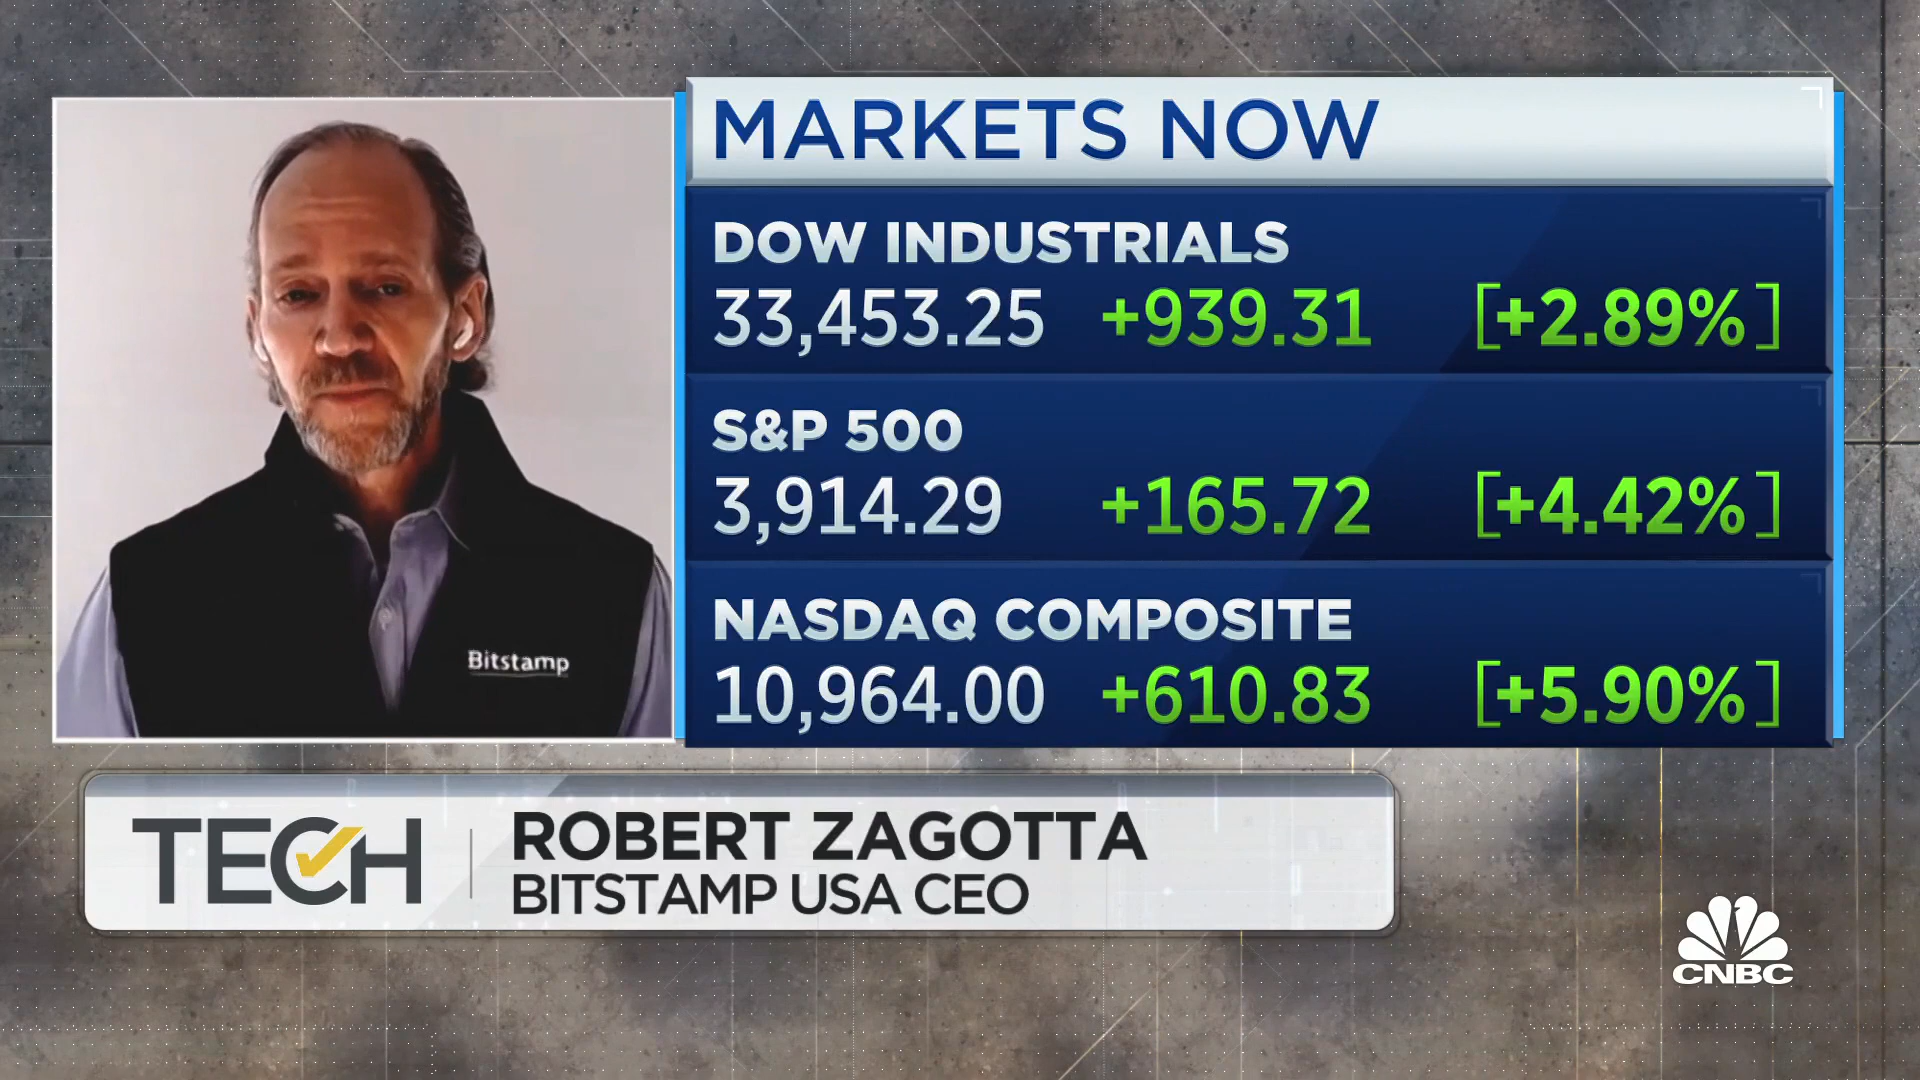 MARKETS NOW
DOW INDUSTRIALS
33,453.25 +939.31 [+2.89%]
S&P 500
3,914.29 +165.72 [+4.42%]
NASDAQ COMPOSITE
10,964.00 +610.83 [+5.90%]
Bitstamp
TECH
ROBERT ZAGOTTA
BITSTAMP USA CEO
CNBC